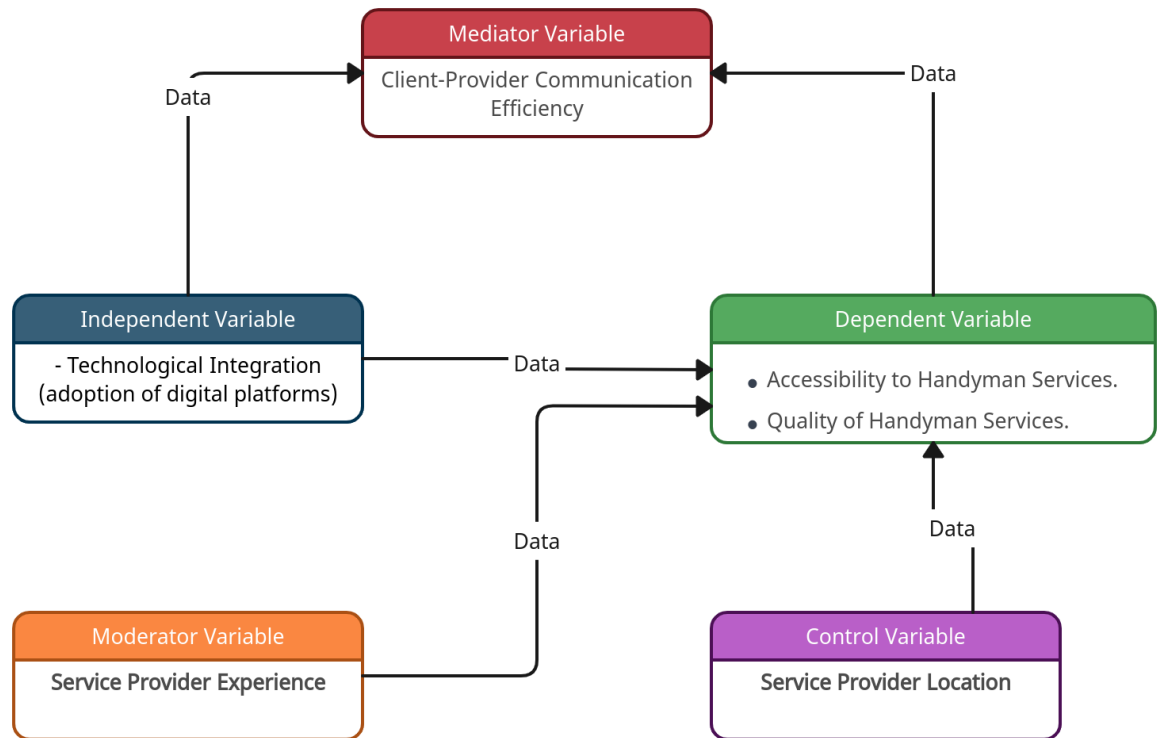 Mediator Variable
Client-Provider Communication
Efficiency
Data
Data
Independent Variable
- Technological Integration
(adoption of digital platforms)
Data
Dependent Variable
• Accessibility to Handyman Services.
• Quality of Handyman Services.
Data
Data
Moderator Variable
Service Provider Experience
Control Variable
Service Provider Location